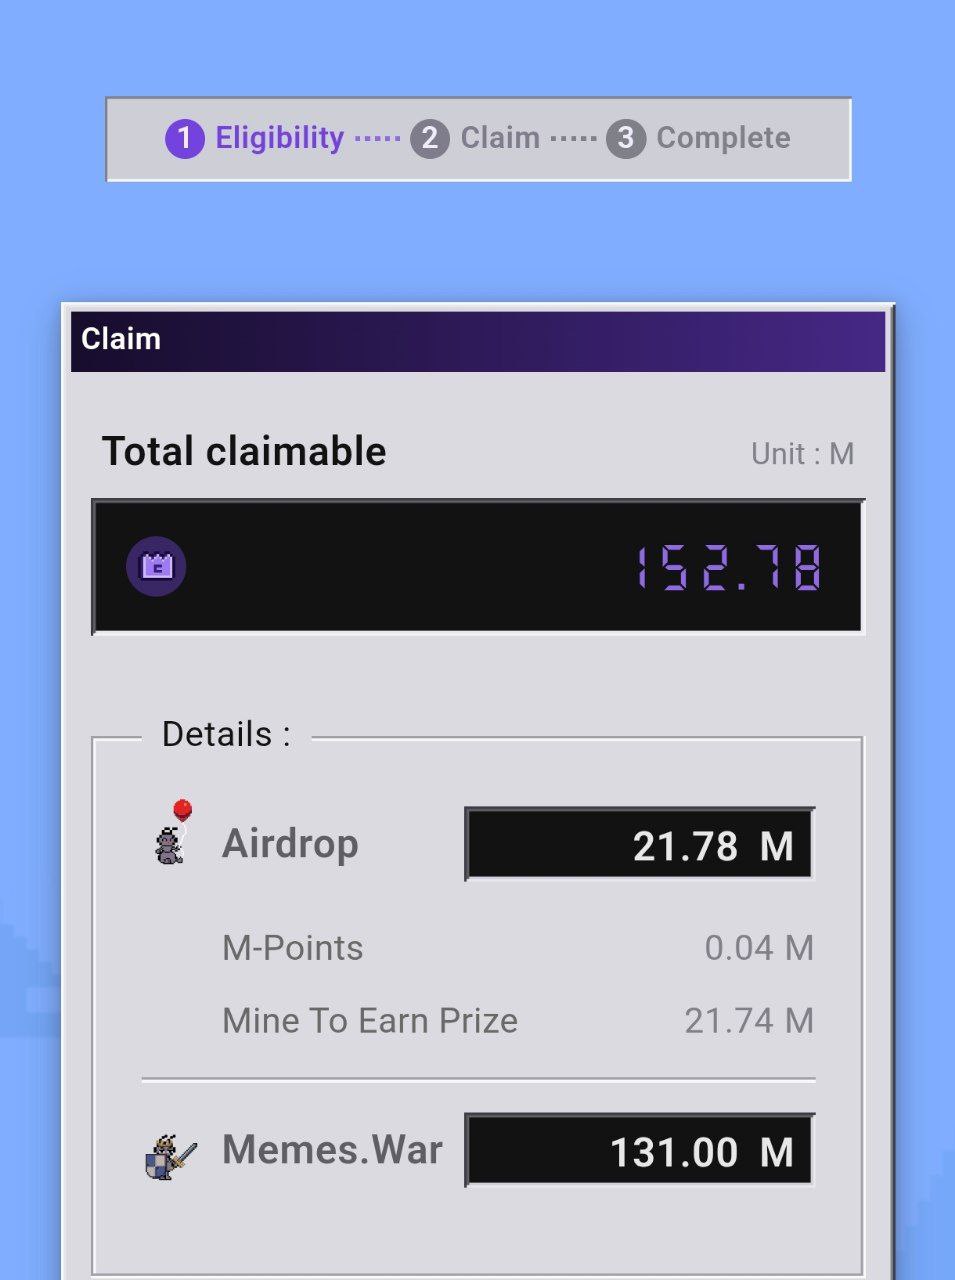 1 Eligibility ..... 2 Claim ..... 3 Complete
Claim
Total claimable Unit : M
152.78
Details :
Airdrop 21.78 M
M-Points 0.04 M
Mine To Earn Prize 21.74 M
Memes.War 131.00 M